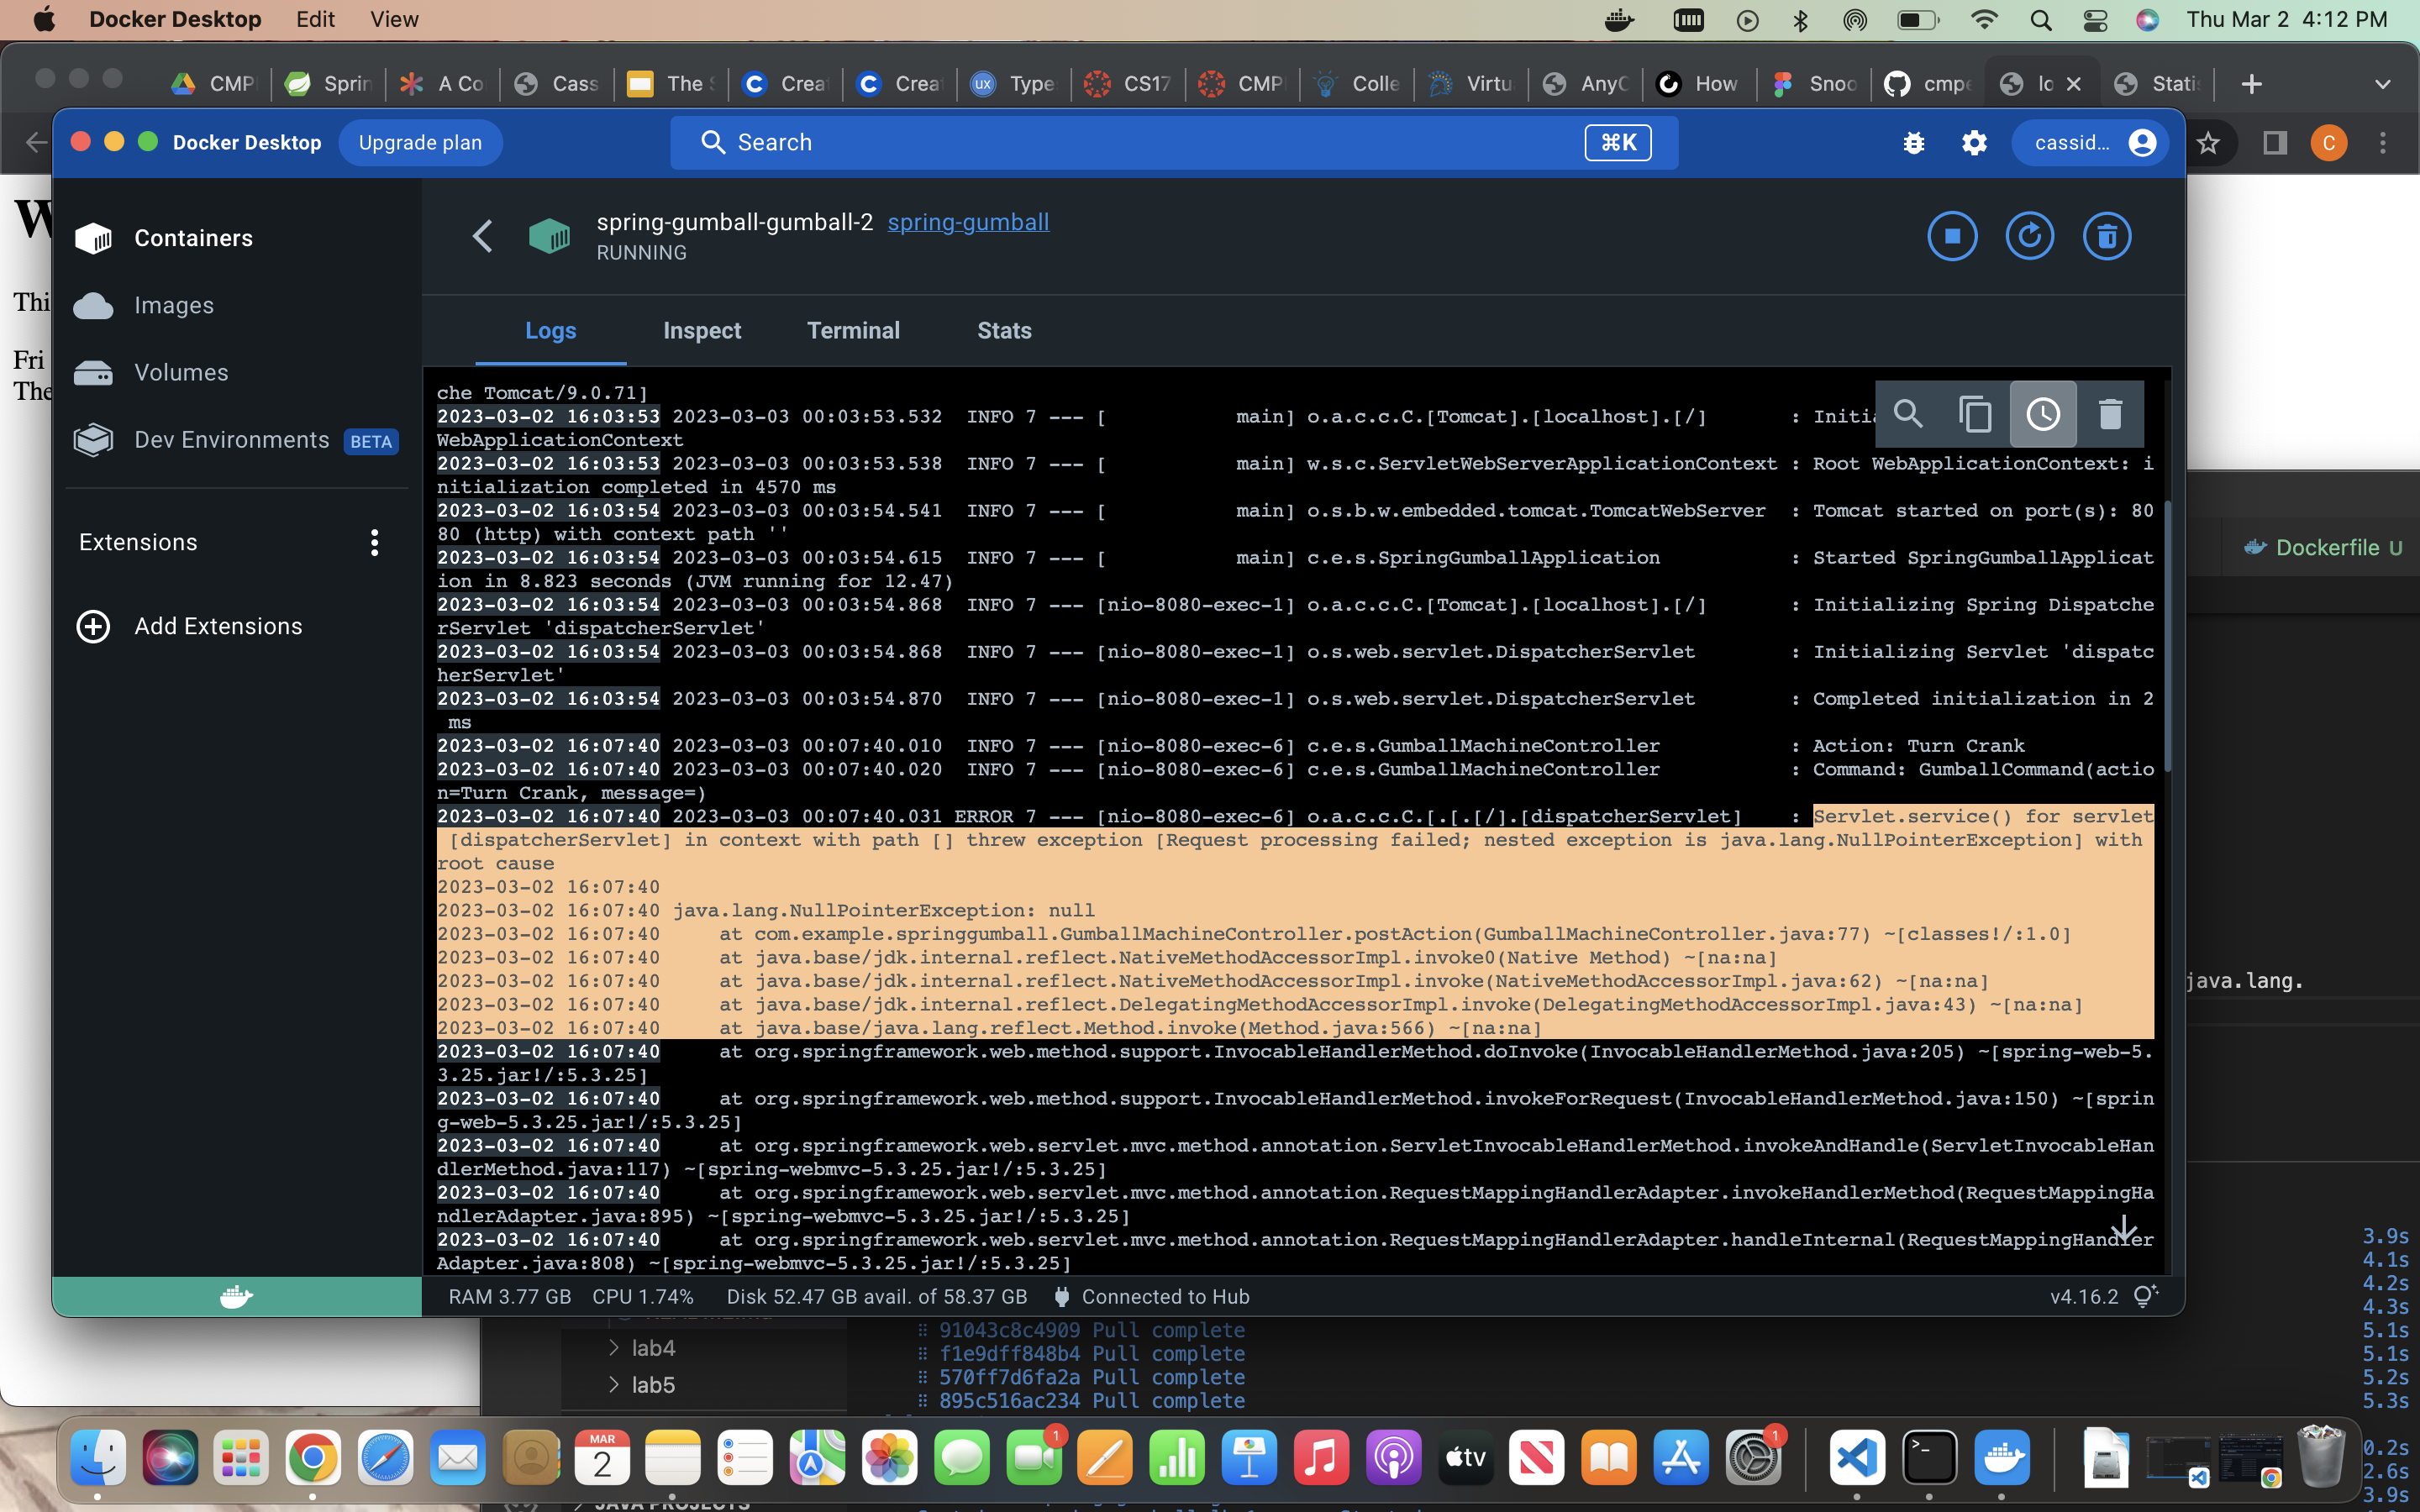 Docker Desktop Edit View Thu Mar 2 4:12 PM
CMP Sprin A Co Cass The S Crea Crea Type CS17 CMP Colle Virtu AnyC How Snoo cmpe lo Stati
Docker Desktop Upgrade plan Search ⌘K cassid... C
W
Containers
spring-gumball-gumball-2 spring-gumball
RUNNING
Thi
Images
Logs Inspect Terminal Stats
Fri
Volumes
The
Dev Environments BETA
Extensions
Add Extensions
che Tomcat/9.0.71]
2023-03-02 16:03:53 2023-03-03 00:03:53.532 INFO 7 --- [ main] o.a.c.c.C.[Tomcat].[localhost].[/] : Initia
WebApplicationContext
2023-03-02 16:03:53 2023-03-03 00:03:53.538 INFO 7 --- [ main] w.s.c.ServletWebServerApplicationContext : Root WebApplicationContext: i
nitialization completed in 4570 ms
2023-03-02 16:03:54 2023-03-03 00:03:54.541 INFO 7 --- [ main] o.s.b.w.embedded.tomcat.TomcatWebServer : Tomcat started on port(s): 80
80 (http) with context path ''
2023-03-02 16:03:54 2023-03-03 00:03:54.615 INFO 7 --- [ main] c.e.s.SpringGumballApplication : Started SpringGumballApplicat
ion in 8.823 seconds (JVM running for 12.47)
2023-03-02 16:03:54 2023-03-03 00:03:54.868 INFO 7 --- [nio-8080-exec-1] o.a.c.c.C.[Tomcat].[localhost].[/] : Initializing Spring Dispatche
rServlet 'dispatcherServlet'
2023-03-02 16:03:54 2023-03-03 00:03:54.868 INFO 7 --- [nio-8080-exec-1] o.s.web.servlet.DispatcherServlet : Initializing Servlet 'dispatc
herServlet'
2023-03-02 16:03:54 2023-03-03 00:03:54.870 INFO 7 --- [nio-8080-exec-1] o.s.web.servlet.DispatcherServlet : Completed initialization in 2
ms
2023-03-02 16:07:40 2023-03-03 00:07:40.010 INFO 7 --- [nio-8080-exec-6] c.e.s.GumballMachineController : Action: Turn Crank
2023-03-02 16:07:40 2023-03-03 00:07:40.020 INFO 7 --- [nio-8080-exec-6] c.e.s.GumballMachineController : Command: GumballCommand(actio
n=Turn Crank, message=)
2023-03-02 16:07:40 2023-03-03 00:07:40.031 ERROR 7 --- [nio-8080-exec-6] o.a.c.c.C.[.[.[/].[dispatcherServlet] : Servlet.service() for servlet
[dispatcherServlet] in context with path [] threw exception [Request processing failed; nested exception is java.lang.NullPointerException] with
root cause
2023-03-02 16:07:40
2023-03-02 16:07:40 java.lang.NullPointerException: null
2023-03-02 16:07:40 at com.example.springgumball.GumballMachineController.postAction(GumballMachineController.java:77) ~[classes!/:1.0]
2023-03-02 16:07:40 at java.base/jdk.internal.reflect.NativeMethodAccessorImpl.invoke0(Native Method) ~[na:na]
2023-03-02 16:07:40 at java.base/jdk.internal.reflect.NativeMethodAccessorImpl.invoke(NativeMethodAccessorImpl.java:62) ~[na:na]
2023-03-02 16:07:40 at java.base/jdk.internal.reflect.DelegatingMethodAccessorImpl.invoke(DelegatingMethodAccessorImpl.java:43) ~[na:na]
2023-03-02 16:07:40 at java.base/java.lang.reflect.Method.invoke(Method.java:566) ~[na:na]
2023-03-02 16:07:40 at org.springframework.web.method.support.InvocableHandlerMethod.doInvoke(InvocableHandlerMethod.java:205) ~[spring-web-5.
3.25.jar!/:5.3.25]
2023-03-02 16:07:40 at org.springframework.web.method.support.InvocableHandlerMethod.invokeForRequest(InvocableHandlerMethod.java:150) ~[sprin
g-web-5.3.25.jar!/:5.3.25]
2023-03-02 16:07:40 at org.springframework.web.servlet.mvc.method.annotation.ServletInvocableHandlerMethod.invokeAndHandle(ServletInvocableHan
dlerMethod.java:117) ~[spring-webmvc-5.3.25.jar!/:5.3.25]
2023-03-02 16:07:40 at org.springframework.web.servlet.mvc.method.annotation.RequestMappingHandlerAdapter.invokeHandlerMethod(RequestMappingHa
ndlerAdapter.java:895) ~[spring-webmvc-5.3.25.jar!/:5.3.25]
2023-03-02 16:07:40 at org.springframework.web.servlet.mvc.method.annotation.RequestMappingHandlerAdapter.handleInternal(RequestMappingHandler
Adapter.java:808) ~[spring-webmvc-5.3.25.jar!/:5.3.25]
RAM 3.77 GB CPU 1.74% Disk 52.47 GB avail. of 58.37 GB Connected to Hub v4.16.2
Dockerfile U
java.lang.
3.9s
4.1s
4.2s
4.3s
91043c8c4909 Pull complete 5.1s
lab4
f1e9dff848b4 Pull complete 5.1s
570ff7d6fa2a Pull complete 5.2s
lab5
895c516ac234 Pull complete 5.3s
0.2s
2.6s
3.9s
MAR
2
1
tv
1
JAVA PROJECTS